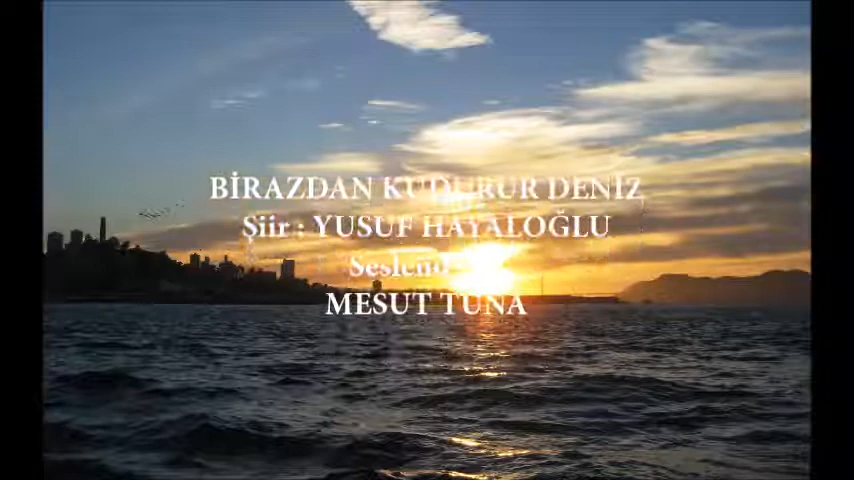 BİRAZDAN KUDURUR DENİZ
Şiir : YUSUF HAYALOĞLU
MESUT TUNA